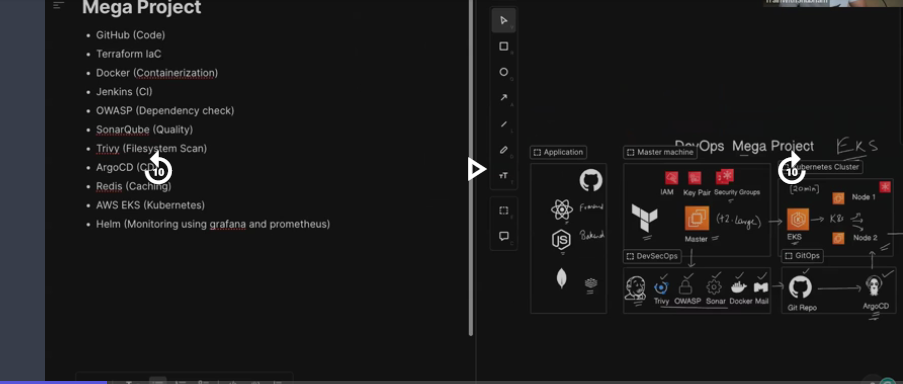 Mega Project
GitHub (Code)
Terraform IaC
Docker (Containerization)
Jenkins (CI)
OWASP (Dependency check)
SonarQube (Quality)
Trivy (Filesystem Scan)
ArgoCD (CD)
Redis (Caching)
AWS EKS (Kubernetes)
Helm (Monitoring using grafana and prometheus)
10
10
DevOps Mega Project EKS
Application
Master machine
Kubernetes Cluster
IAM
Key Pair
Security Groups
[20min]
Node 1
Frontend
JS
Backend
Master
(t2.large)
EKS
Node 2
DevSecOps
GitOps
Trivy
OWASP
Sonar
Docker
Mail
Git Repo
ArgoCD